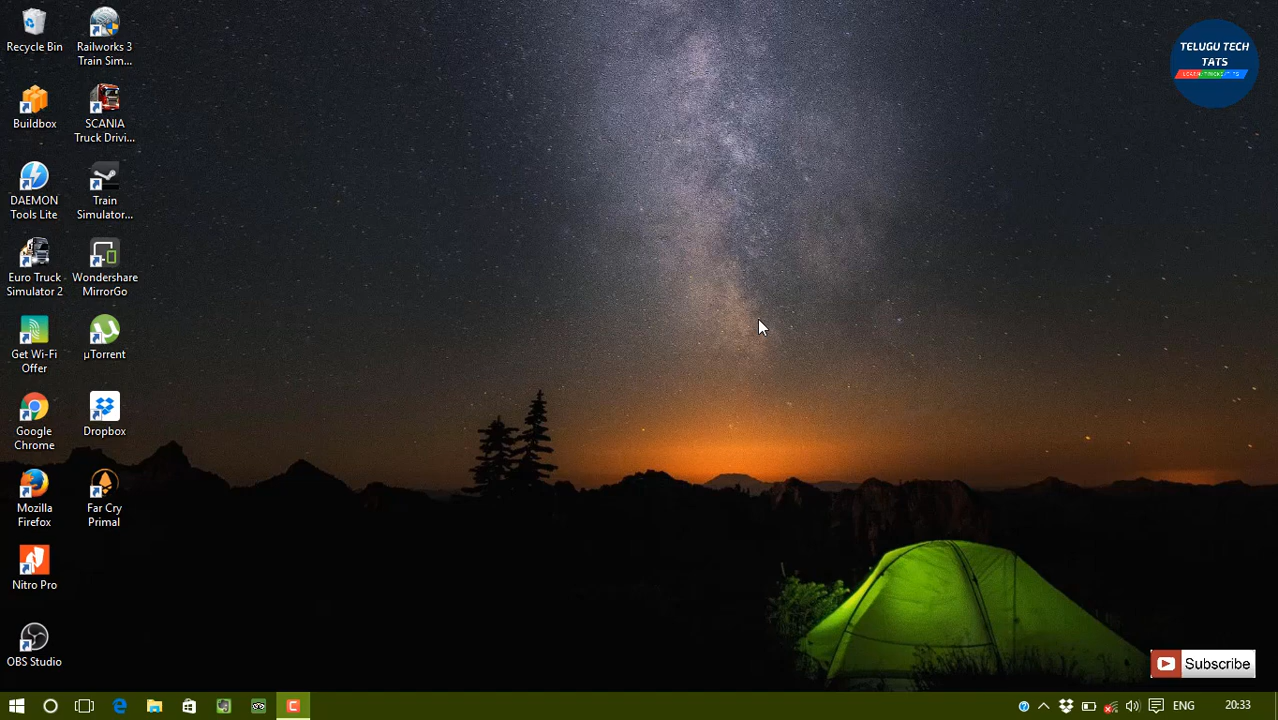 Recycle Bin
Railworks 3
Train Sim...
Buildbox
SCANIA
Truck Drivi...
DAEMON
Tools Lite
Train
Simulator...
Euro Truck
Simulator 2
Wondershare
MirrorGo
Get Wi-Fi
Offer
µTorrent
Google
Chrome
Dropbox
Mozilla
Firefox
Far Cry
Primal
Nitro Pro
OBS Studio
TELUGU TECH
TATS
Subscribe
ENG
20:33